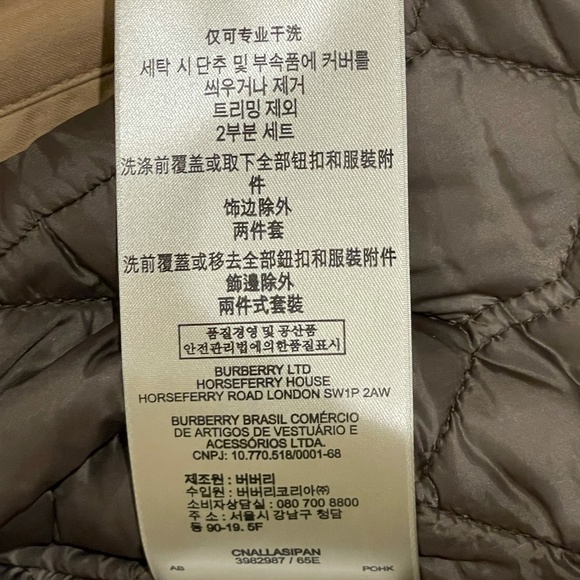 仅可专业干洗
세탁 시 단추 및 부속품에 커버를
씌우거나 제거
트리밍 제외
2부분 세트
洗涤前覆盖或取下全部钮扣和服装附
件
饰边除外
两件套
洗前覆蓋或移去全部鈕扣和服裝附件
飾邊除外
兩件式套裝
품질경영 및 공산품
안전관리법에의한품질표시
BURBERRY LTD
HORSEFERRY HOUSE
HORSEFERRY ROAD LONDON SW1P 2AW
BURBERRY BRASIL COMÉRCIO
DE ARTIGOS DE VESTUÁRIO E
ACESSÓRIOS LTDA.
CNPJ: 10.770.518/0001-68
제조원 : 버버리
수입원 : 버버리코리아㈜
소비자상담실 : 080 700 8800
주 소 : 서울시 강남구 청담
동 90-19. 5F
CNALLASIPAN
3982987 / 65E
AB POHK